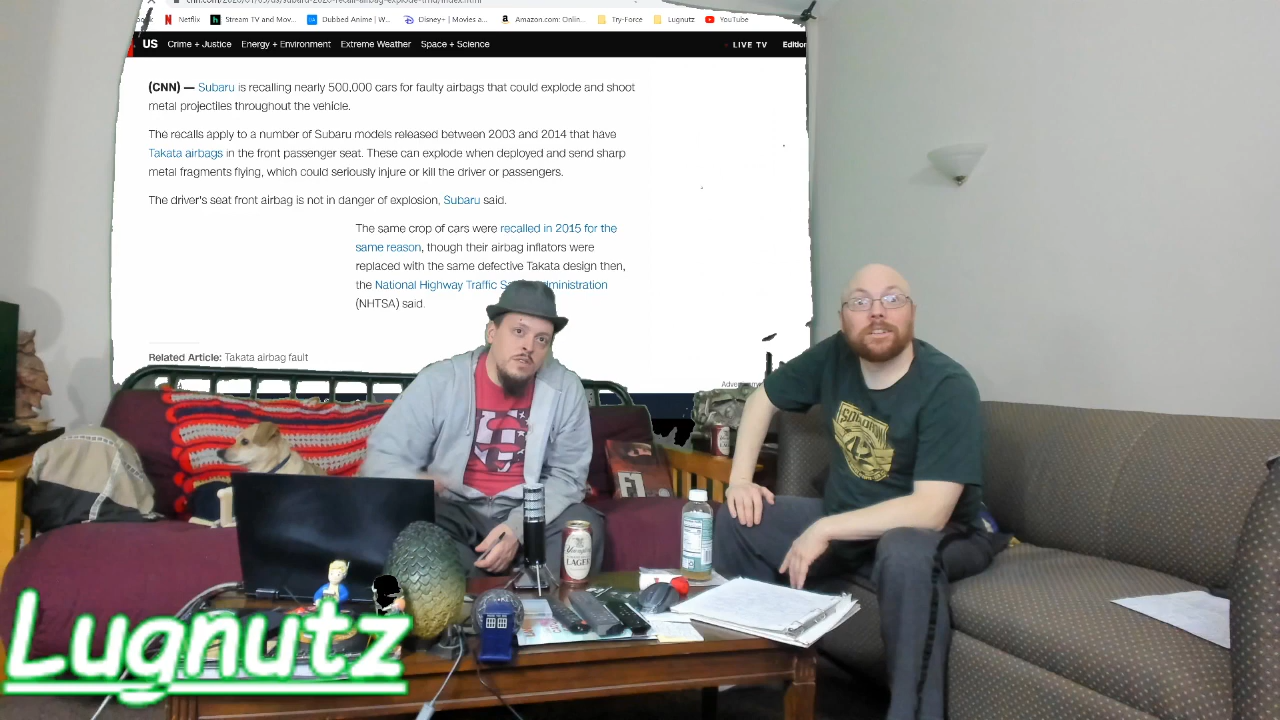 Netflix
Stream TV and Mov...
Dubbed Anime | W...
Disney+ | Movies a...
Amazon.com: Onlin...
Try-Force
Lugnutz
YouTube
US Crime + Justice Energy + Environment Extreme Weather Space + Science
LIVE TV
(CNN) — Subaru is recalling nearly 500,000 cars for faulty airbags that could explode and shoot
metal projectiles throughout the vehicle.
The recalls apply to a number of Subaru models released between 2003 and 2014 that have
Takata airbags in the front passenger seat. These can explode when deployed and send sharp
metal fragments flying, which could seriously injure or kill the driver or passengers.
The driver's seat front airbag is not in danger of explosion, Subaru said.
The same crop of cars were recalled in 2015 for the
same reason, though their airbag inflators were
replaced with the same defective Takata design then,
the National Highway Traffic
(NHTSA) said.
Related Article: Takata airbag fault
42
F1
Yuengling
LAGER
Lugnutz